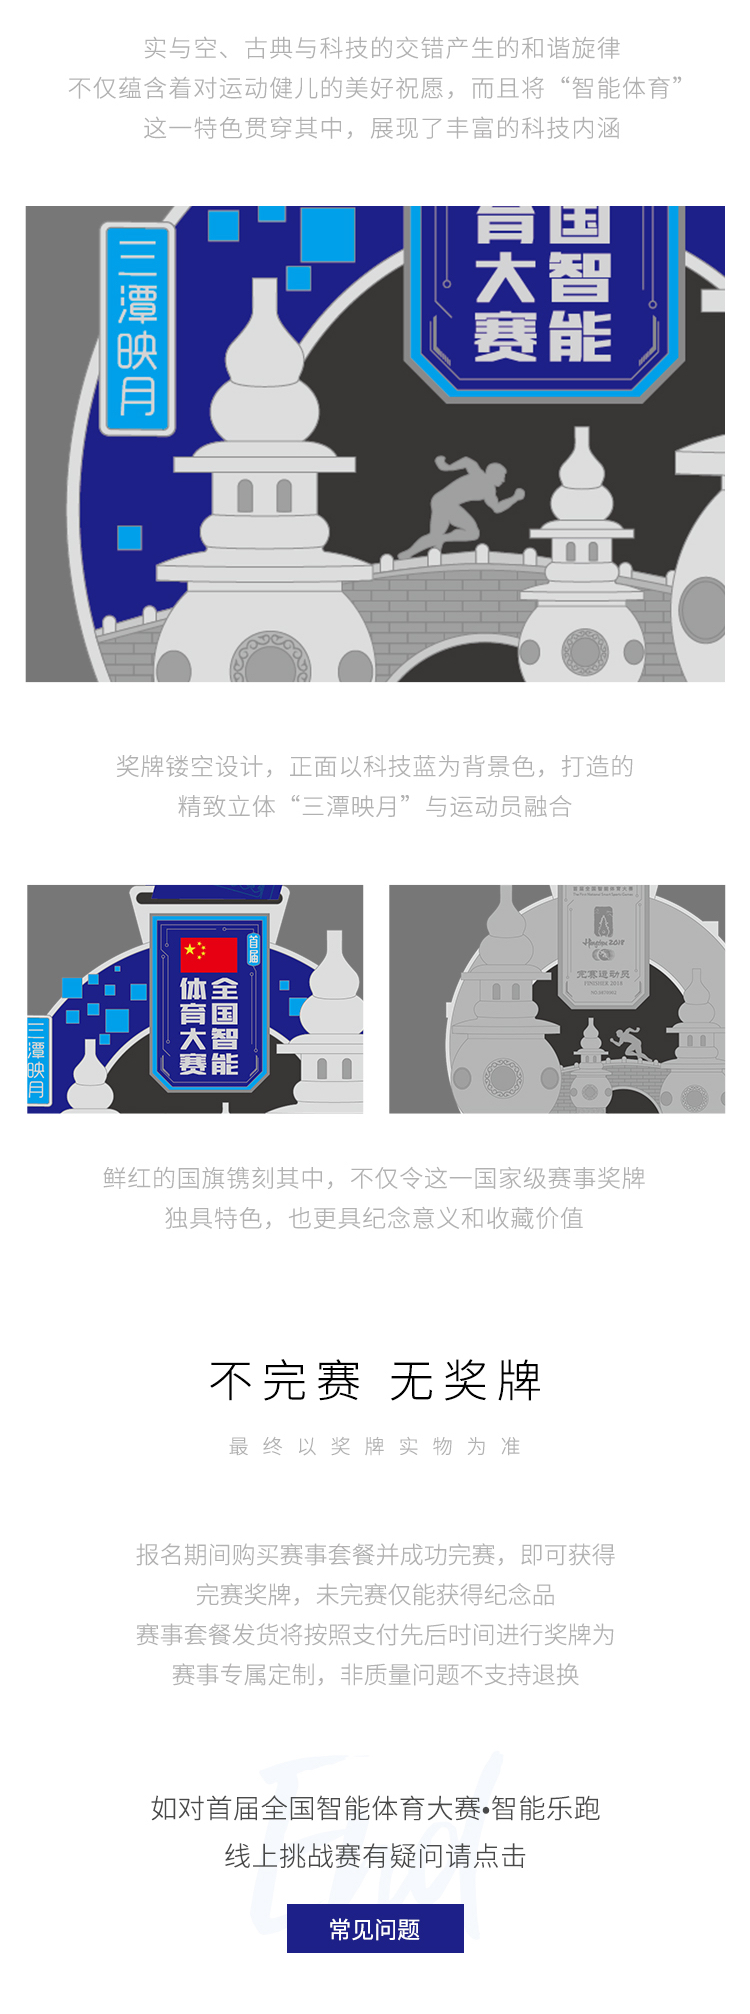 实与空、古典与科技的交错产生的和谐旋律
不仅蕴含着对运动健儿的美好祝愿，而且将“智能体育”
这一特色贯穿其中，展现了丰富的科技内涵
三潭映月
国智能
育大赛
奖牌镂空设计，正面以科技蓝为背景色，打造的
精致立体“三潭映月”与运动员融合
首届
全国智能
体育大赛
三潭映月
首届全国智能体育大赛
Hangzhou 2018
完赛运动员
FINISHER 2018
鲜红的国旗镌刻其中，不仅令这一国家级赛事奖牌
独具特色，也更具纪念意义和收藏价值
不完赛 无奖牌
最终以奖牌实物为准
报名期间购买赛事套餐并成功完赛，即可获得
完赛奖牌，未完赛仅能获得纪念品
赛事套餐发货将按照支付先后时间进行奖牌为
赛事专属定制，非质量问题不支持退换
End
如对首届全国智能体育大赛•智能乐跑
线上挑战赛有疑问请点击
常见问题